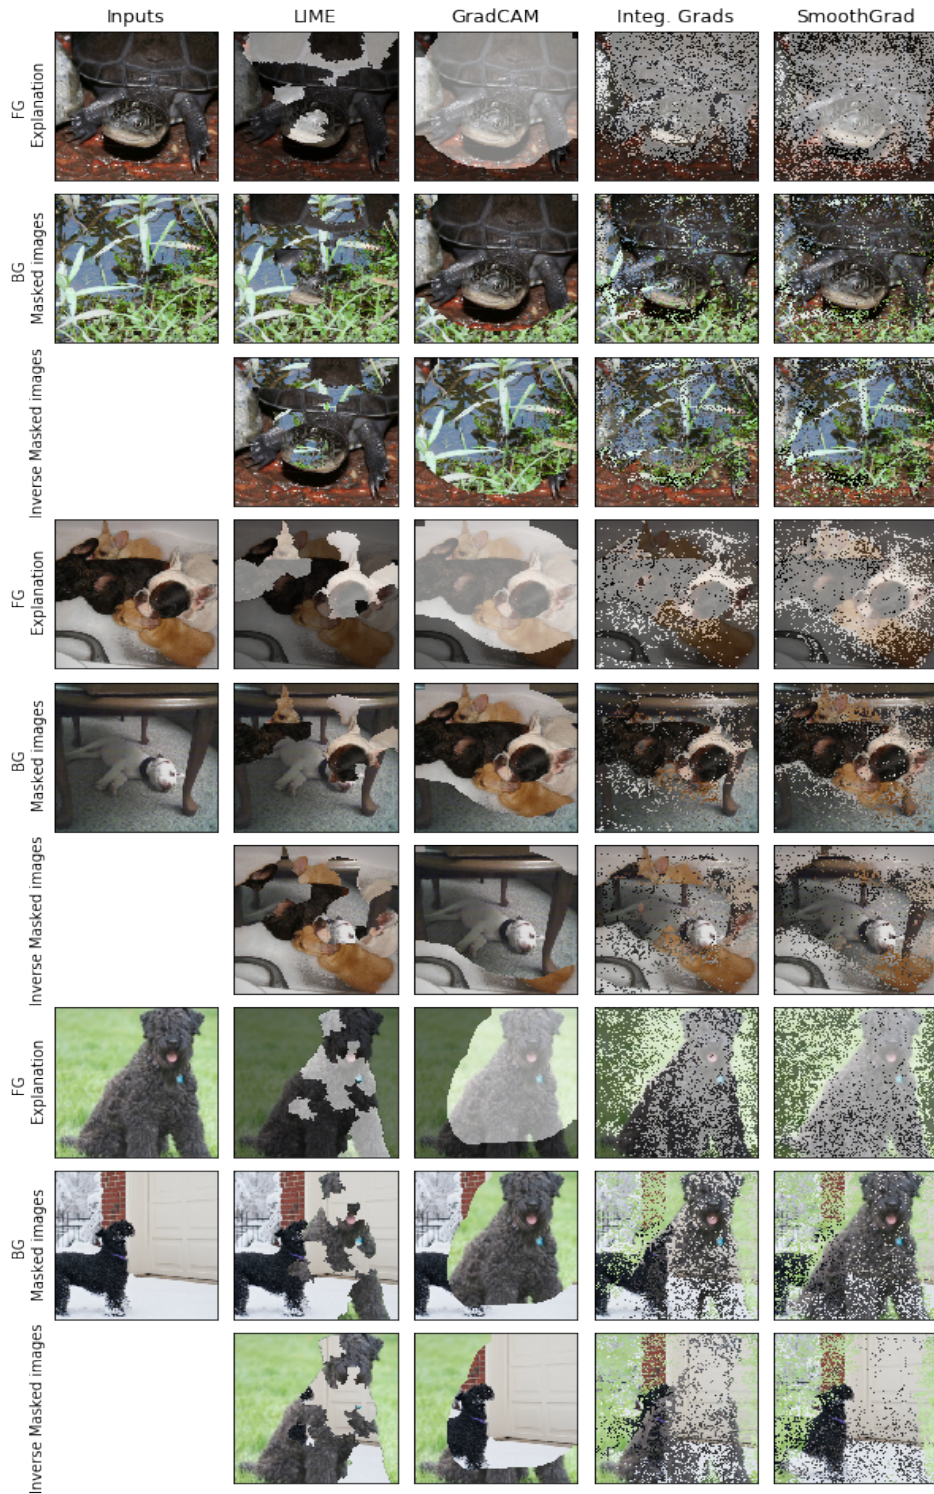 Inputs
LIME
GradCAM
Integ. Grads
SmoothGrad
FG
Explanation
BG
Masked images
Inverse Masked images
FG
Explanation
BG
Masked images
Inverse Masked images
FG
Explanation
BG
Masked images
Inverse Masked images